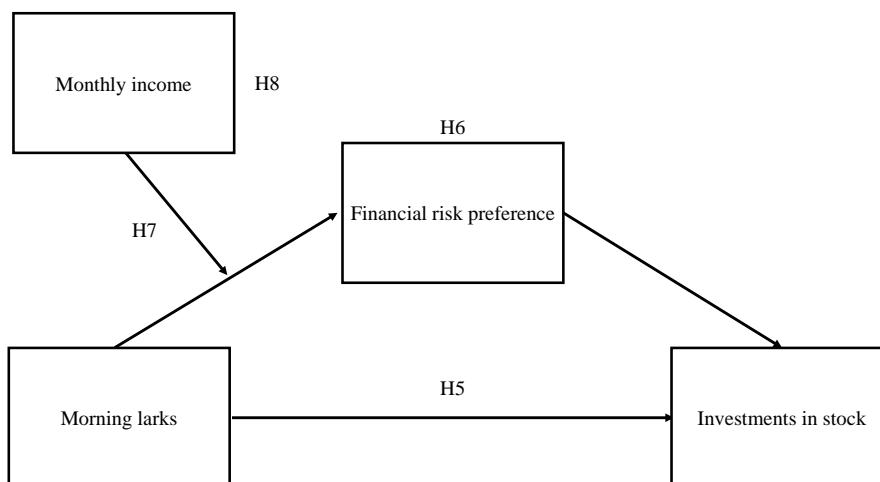 Monthly income
H8
H6
Financial risk preference
H7
Morning larks
H5
Investments in stock